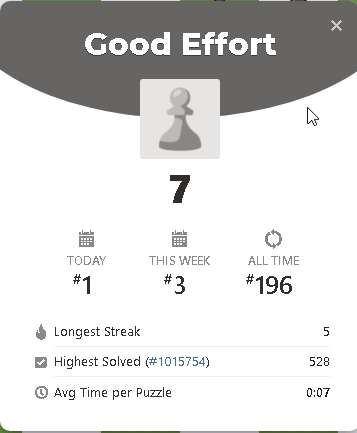 Good Effort
7
TODAY THIS WEEK ALL TIME
#1 #3 #196
Longest Streak 5
Highest Solved (#1015754) 528
Avg Time per Puzzle 0:07